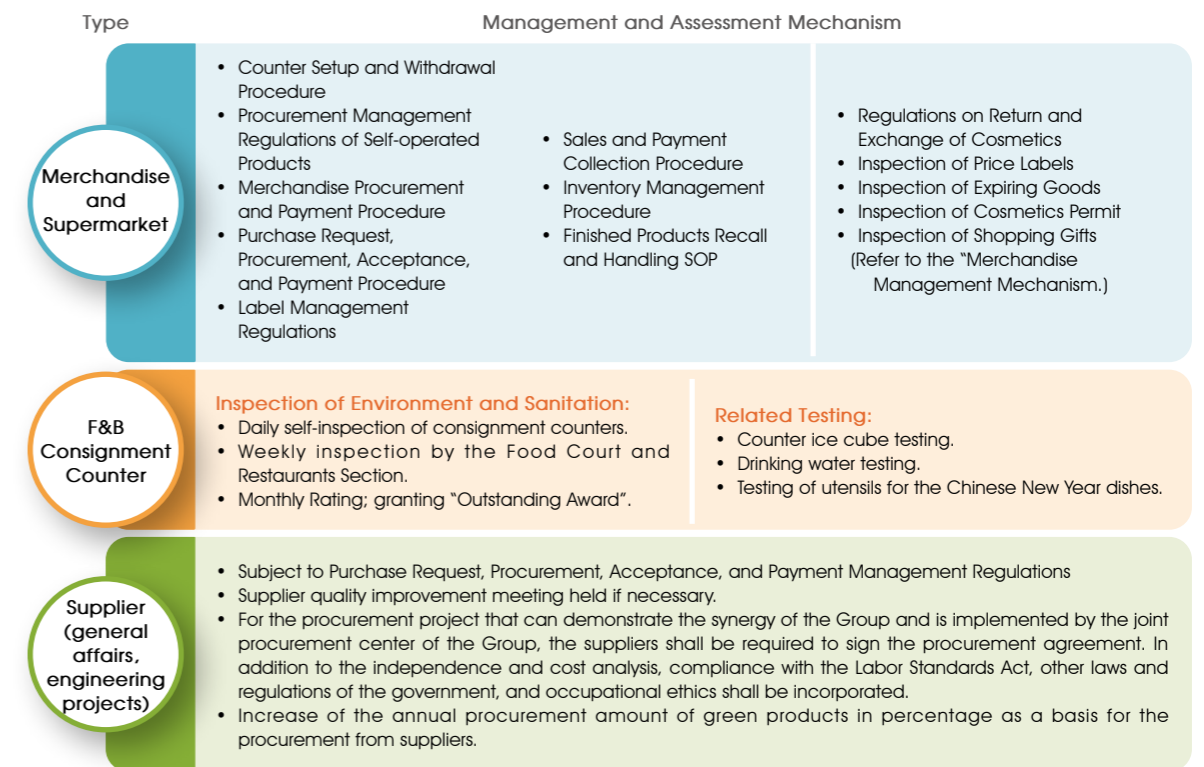 Type
Management and Assessment Mechanism
Merchandise
and
Supermarket
• Counter Setup and Withdrawal
Procedure
• Procurement Management
Regulations of Self-operated
Products
• Merchandise Procurement
and Payment Procedure
• Purchase Request,
Procurement, Acceptance,
and Payment Procedure
• Label Management
Regulations
• Sales and Payment
Collection Procedure
• Inventory Management
Procedure
• Finished Products Recall
and Handling SOP
• Regulations on Return and
Exchange of Cosmetics
• Inspection of Price Labels
• Inspection of Expiring Goods
• Inspection of Cosmetics Permit
• Inspection of Shopping Gifts
(Refer to the “Merchandise
Management Mechanism.)
F&B
Consignment
Counter
Inspection of Environment and Sanitation:
• Daily self-inspection of consignment counters.
• Weekly inspection by the Food Court and
Restaurants Section.
• Monthly Rating; granting “Outstanding Award”.
Related Testing:
• Counter ice cube testing.
• Drinking water testing.
• Testing of utensils for the Chinese New Year dishes.
Supplier
(general
affairs,
engineering
projects)
• Subject to Purchase Request, Procurement, Acceptance, and Payment Management Regulations
• Supplier quality improvement meeting held if necessary.
• For the procurement project that can demonstrate the synergy of the Group and is implemented by the joint
procurement center of the Group, the suppliers shall be required to sign the procurement agreement. In
addition to the independence and cost analysis, compliance with the Labor Standards Act, other laws and
regulations of the government, and occupational ethics shall be incorporated.
• Increase of the annual procurement amount of green products in percentage as a basis for the
procurement from suppliers.